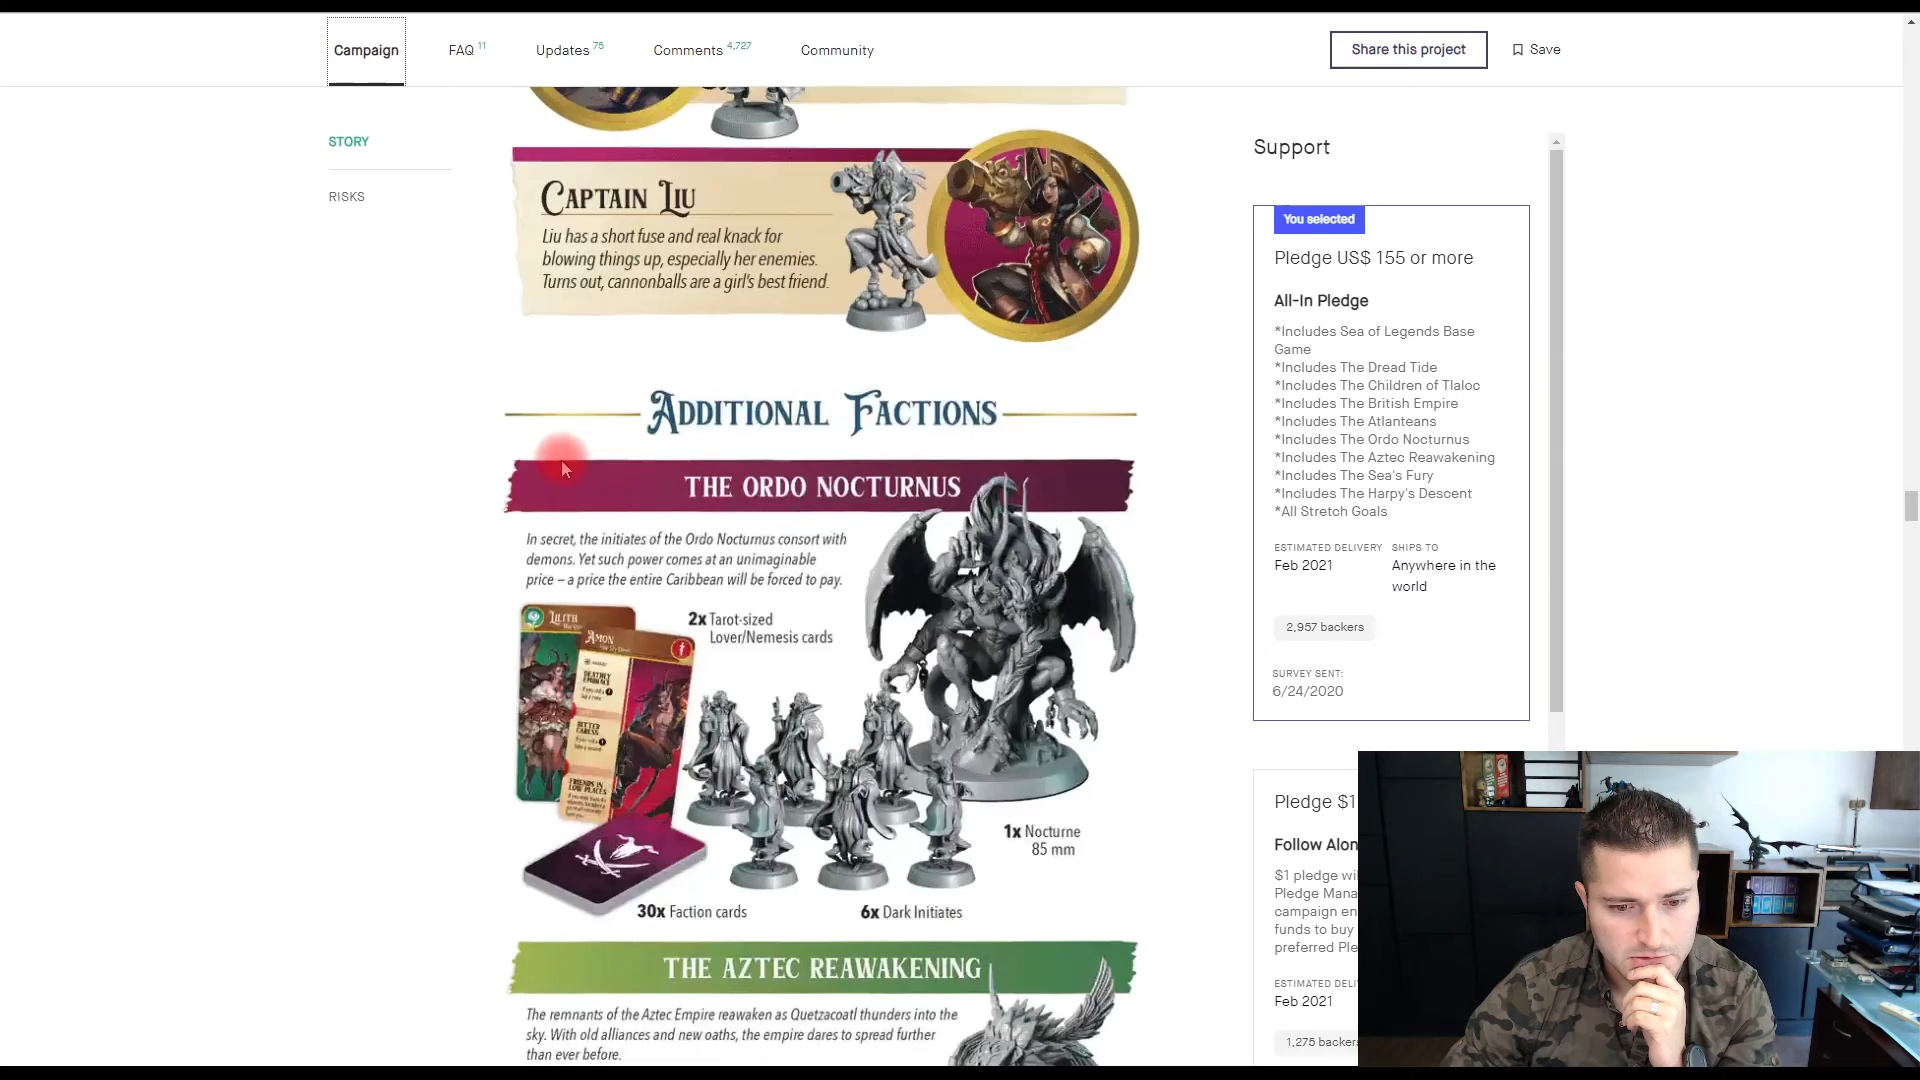 Campaign
FAQ 11
Updates 75
Comments 4,727
Community
Share this project
Save
STORY
RISKS
CAPTAIN LIU
Liu has a short fuse and real knack for
blowing things up, especially her enemies.
Turns out, cannonballs are a girl's best friend.
ADDITIONAL FACTIONS
THE ORDO NOCTURNUS
In secret, the initiates of the Ordo Nocturnus consort with
demons. Yet such power comes at an unimaginable
price – a price the entire Caribbean will be forced to pay.
2x Tarot-sized
Lover/Nemesis cards
LILITH
AMON
DEATHLY
EMBRACE
BITTER
CARESS
FRIENDS IN
LOW PLACES
1x Nocturne
85 mm
30x Faction cards
6x Dark Initiates
THE AZTEC REAWAKENING
The remnants of the Aztec Empire reawaken as Quetzacoatl thunders into the
sky. With old alliances and new oaths, the empire dares to spread further
than ever before.
Support
You selected
Pledge US$ 155 or more
All-In Pledge
*Includes Sea of Legends Base
Game
*Includes The Dread Tide
*Includes The Children of Tlaloc
*Includes The British Empire
*Includes The Atlanteans
*Includes The Ordo Nocturnus
*Includes The Aztec Reawakening
*Includes The Sea's Fury
*Includes The Harpy's Descent
*All Stretch Goals
ESTIMATED DELIVERY
Feb 2021
SHIPS TO
Anywhere in the
world
2,957 backers
SURVEY SENT:
6/24/2020
Pledge $1
Follow Alon
$1 pledge wi
Pledge Mana
campaign en
funds to buy
preferred Ple
ESTIMATED DELI
Feb 2021
1,275 backers